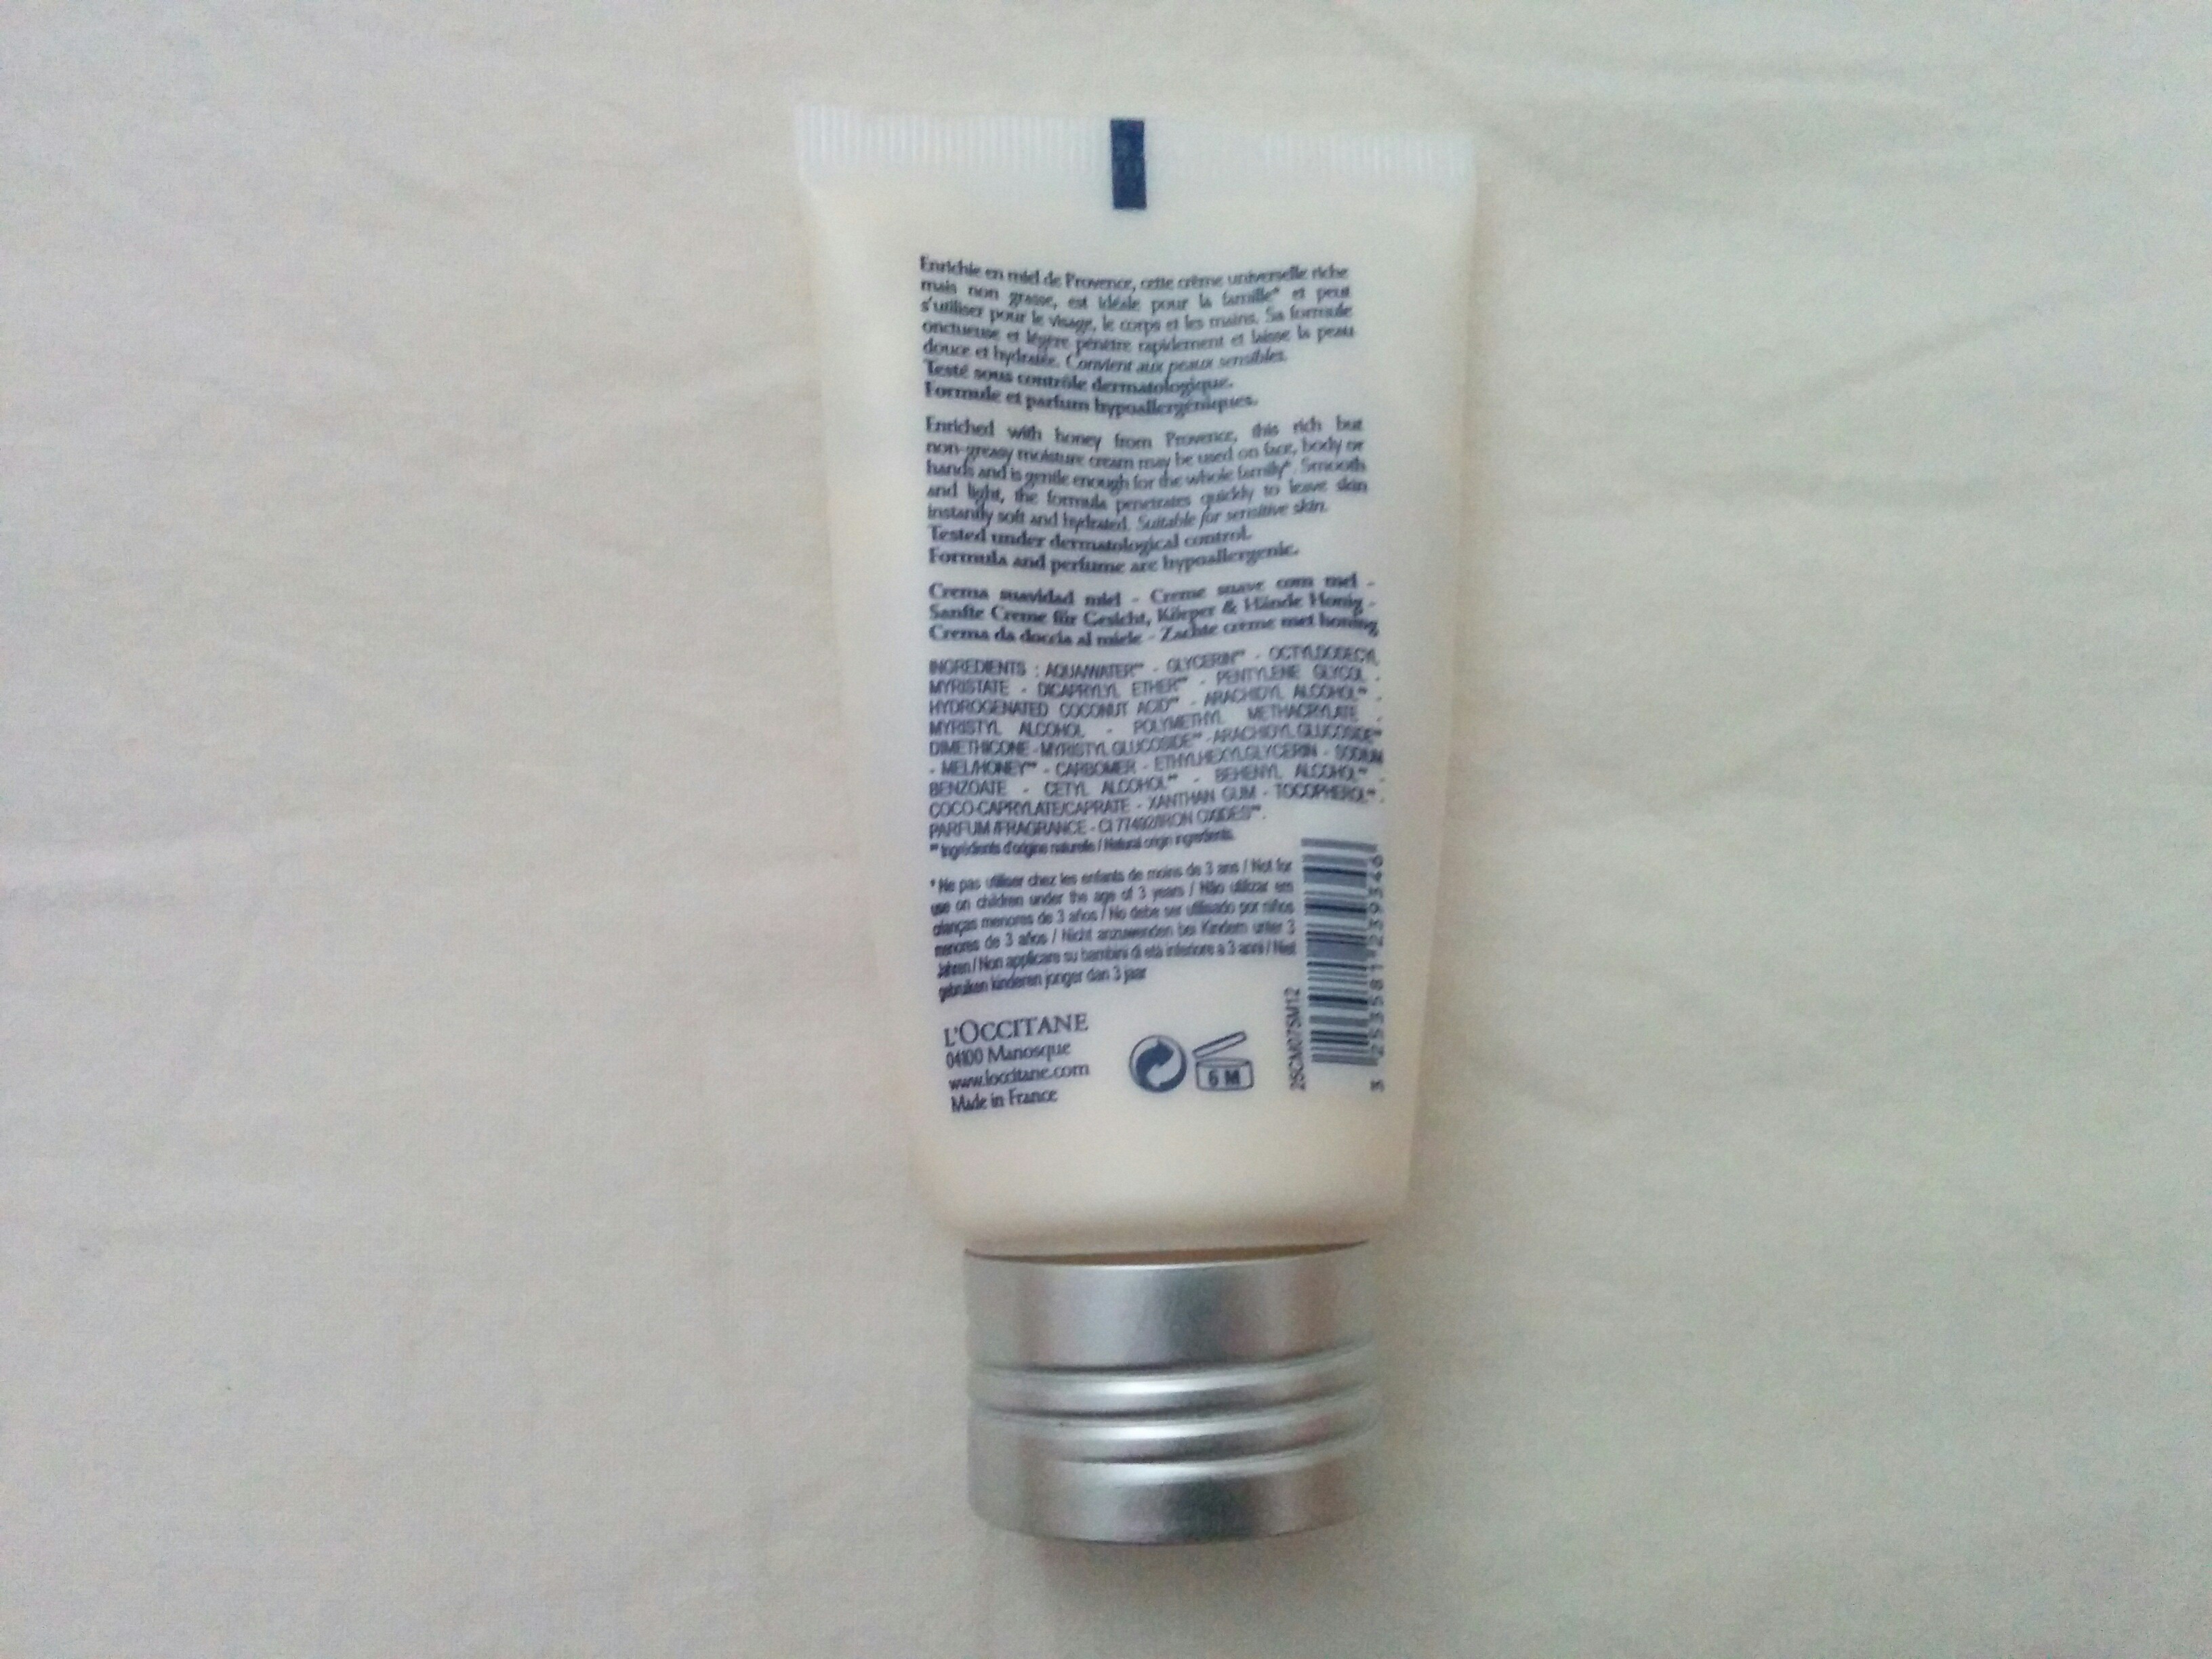 Enrichie en miel de Provence, cette crème universelle riche
mais non grasse, est idéale pour la famille* et peut
s'utiliser pour le visage, le corps et les mains. Sa formule
onctueuse et légère pénètre rapidement et laisse la peau
douce et hydratée. Convient aux peaux sensibles.
Testé sous contrôle dermatologique.
Formule et parfum hypoallergéniques.
Enriched with honey from Provence, this rich but
non-greasy moisture cream may be used on face, body or
hands and is gentle enough for the whole family*. Smooth
and light, the formula penetrates quickly to leave skin
instantly soft and hydrated. Suitable for sensitive skin.
Tested under dermatological control.
Formula and perfume are hypoallergenic.
Crema suavidad miel - Creme suave com mel -
Sanfte Creme für Gesicht, Körper & Hände Honig -
Crema da doccia al miele - Zachte creme met honing
INGREDIENTS : AQUA/WATER** - GLYCERIN** - OCTYLDODECYL
MYRISTATE - DICAPRYLYL ETHER** - PENTYLENE GLYCOL -
HYDROGENATED COCONUT ACID** - ARACHIDYL ALCOHOL** -
MYRISTYL ALCOHOL - POLYMETHYL METHACRYLATE -
DIMETHICONE - MYRISTYL GLUCOSIDE** - ARACHIDYL GLUCOSIDE**
- MEL/HONEY** - CARBOMER - ETHYLHEXYLGLYCERIN - SODIUM
BENZOATE - CETYL ALCOHOL** - BEHENYL ALCOHOL** -
COCO-CAPRYLATE/CAPRATE - XANTHAN GUM - TOCOPHEROL** -
PARFUM/FRAGRANCE - CI 77492/IRON OXIDES**.
** Ingrédients d'origine naturelle / Natural origin ingredients.
* Ne pas utiliser chez les enfants de moins de 3 ans / Not for
use on children under the age of 3 years / Não utilizar em
crianças menores de 3 años / No debe ser utilisado por niños
menores de 3 años / Nicht anzuwenden bei Kindern unter 3
Jahren / Non applicare su bambini di età inferiore a 3 anni / Niet
gebruiken kinderen jonger dan 3 jaar
L'OCCITANE
04100 Manosque
www.loccitane.com
Made in France
6 M
25CM075M12
3 253581 239346